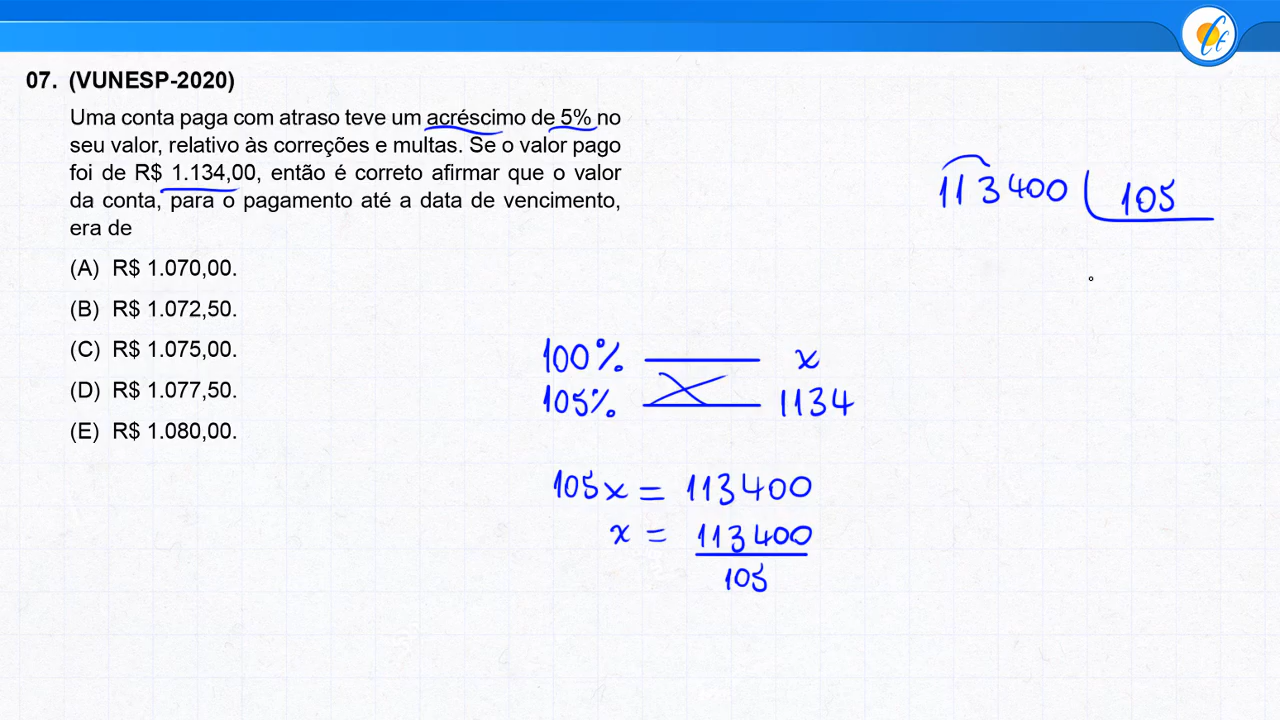 07. (VUNESP-2020)
Uma conta paga com atraso teve um acréscimo de 5% no
seu valor, relativo às correções e multas. Se o valor pago
foi de R$ 1.134,00, então é correto afirmar que o valor
da conta, para o pagamento até a data de vencimento,
era de
(A) R$ 1.070,00.
(B) R$ 1.072,50.
(C) R$ 1.075,00.
(D) R$ 1.077,50.
(E) R$ 1.080,00.
100% x
105% 1134
105x = 113400
x = 113400
105
113400 105